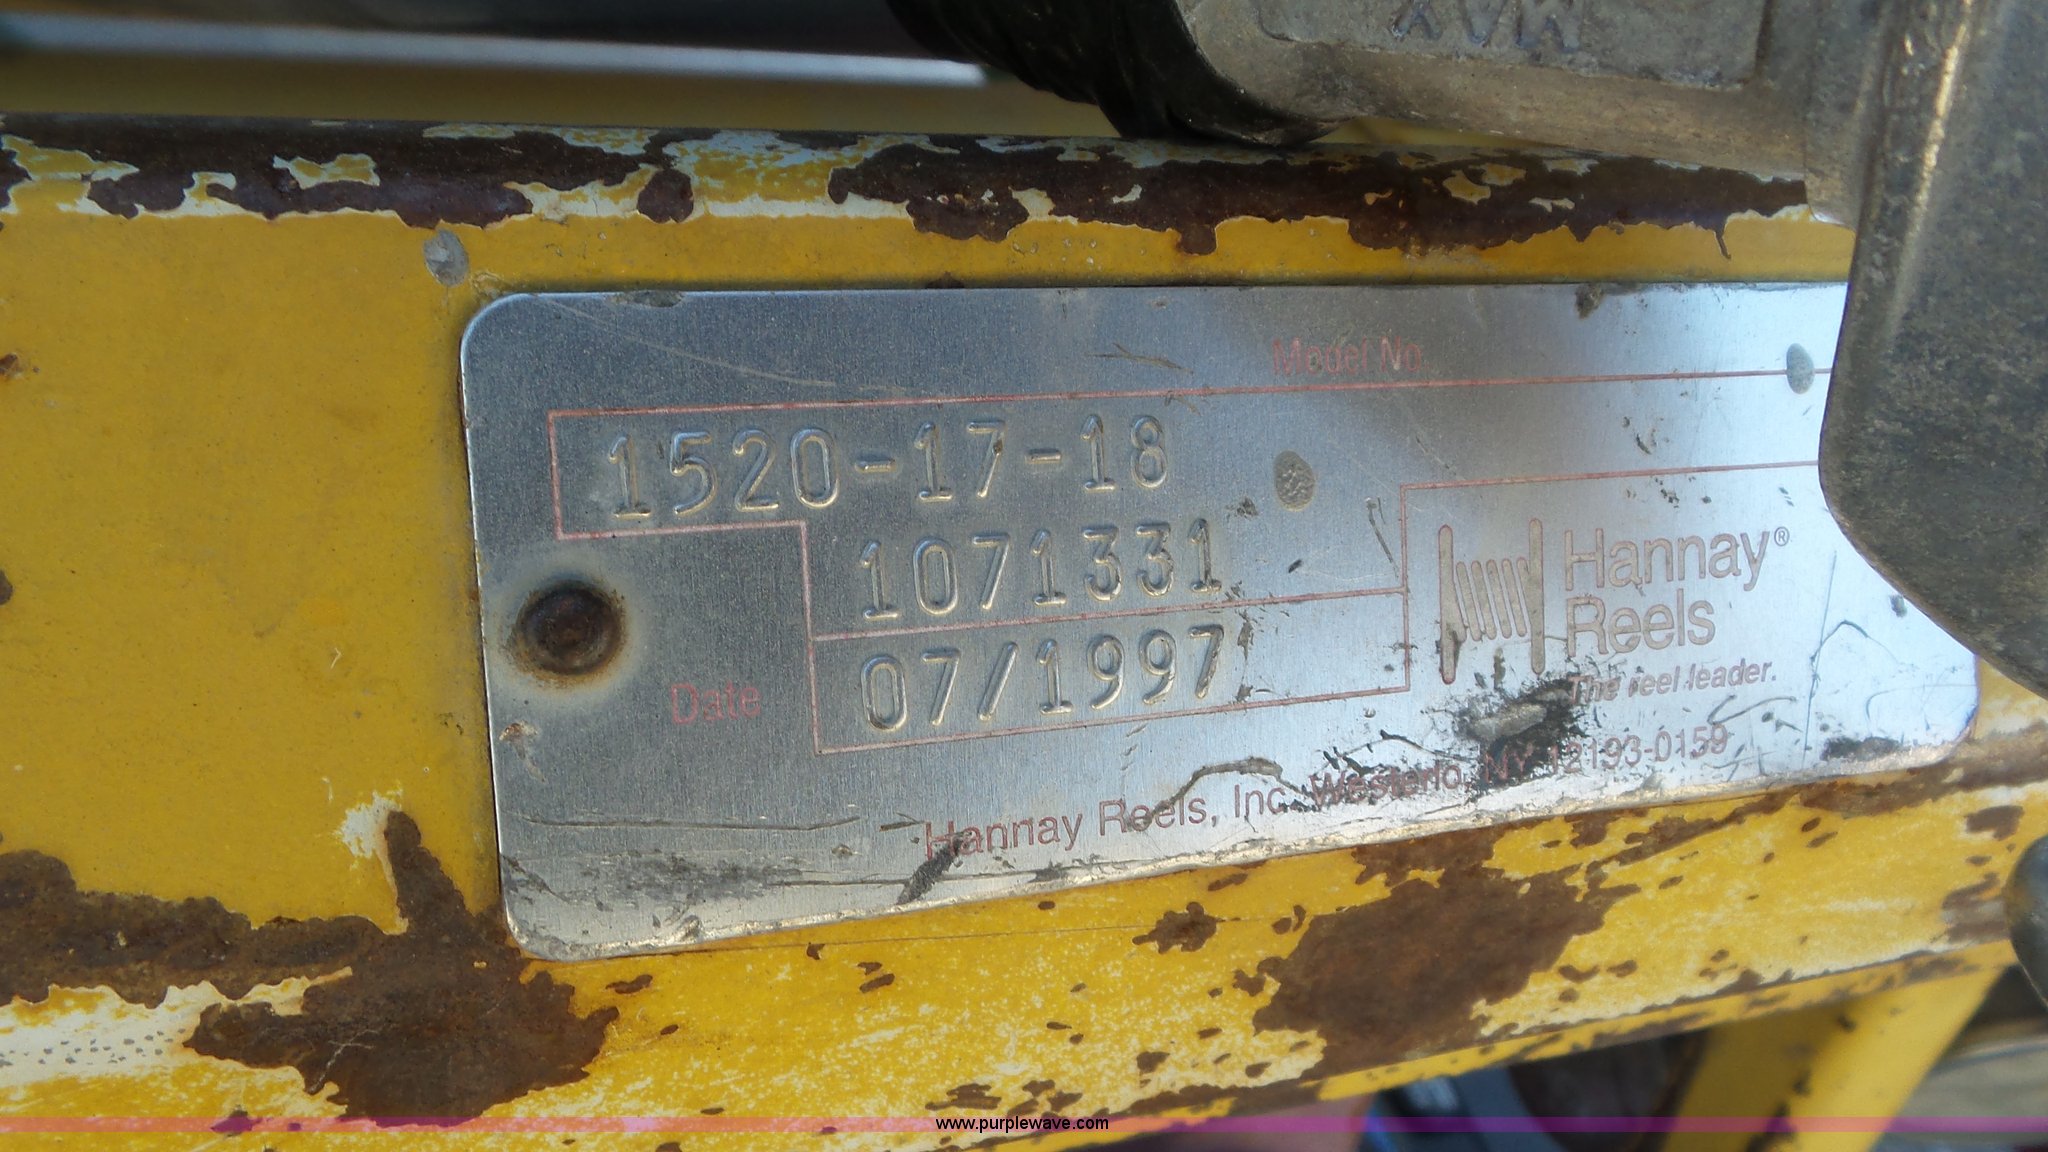 MAX
Model No.
1520-17-18
1071331
Hannay®
Reels
The reel leader.
Date
07/1997
Hannay Reels, Inc. Westerlo, NY 12193-0159
www.purplewave.com